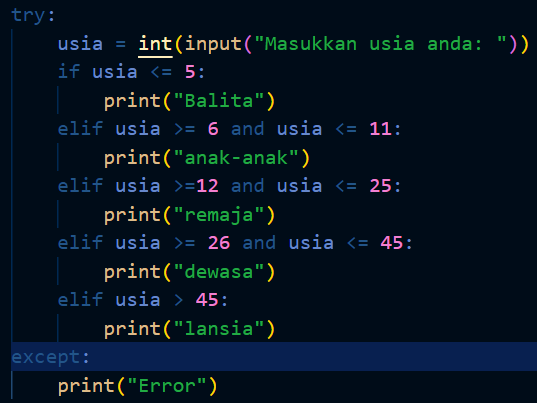 try:
    usia = int(input("Masukkan usia anda: "))
    if usia <= 5:
        print("Balita")
    elif usia >= 6 and usia <= 11:
        print("anak-anak")
    elif usia >=12 and usia <= 25:
        print("remaja")
    elif usia >= 26 and usia <= 45:
        print("dewasa")
    elif usia > 45:
        print("lansia")
except:
    print("Error")